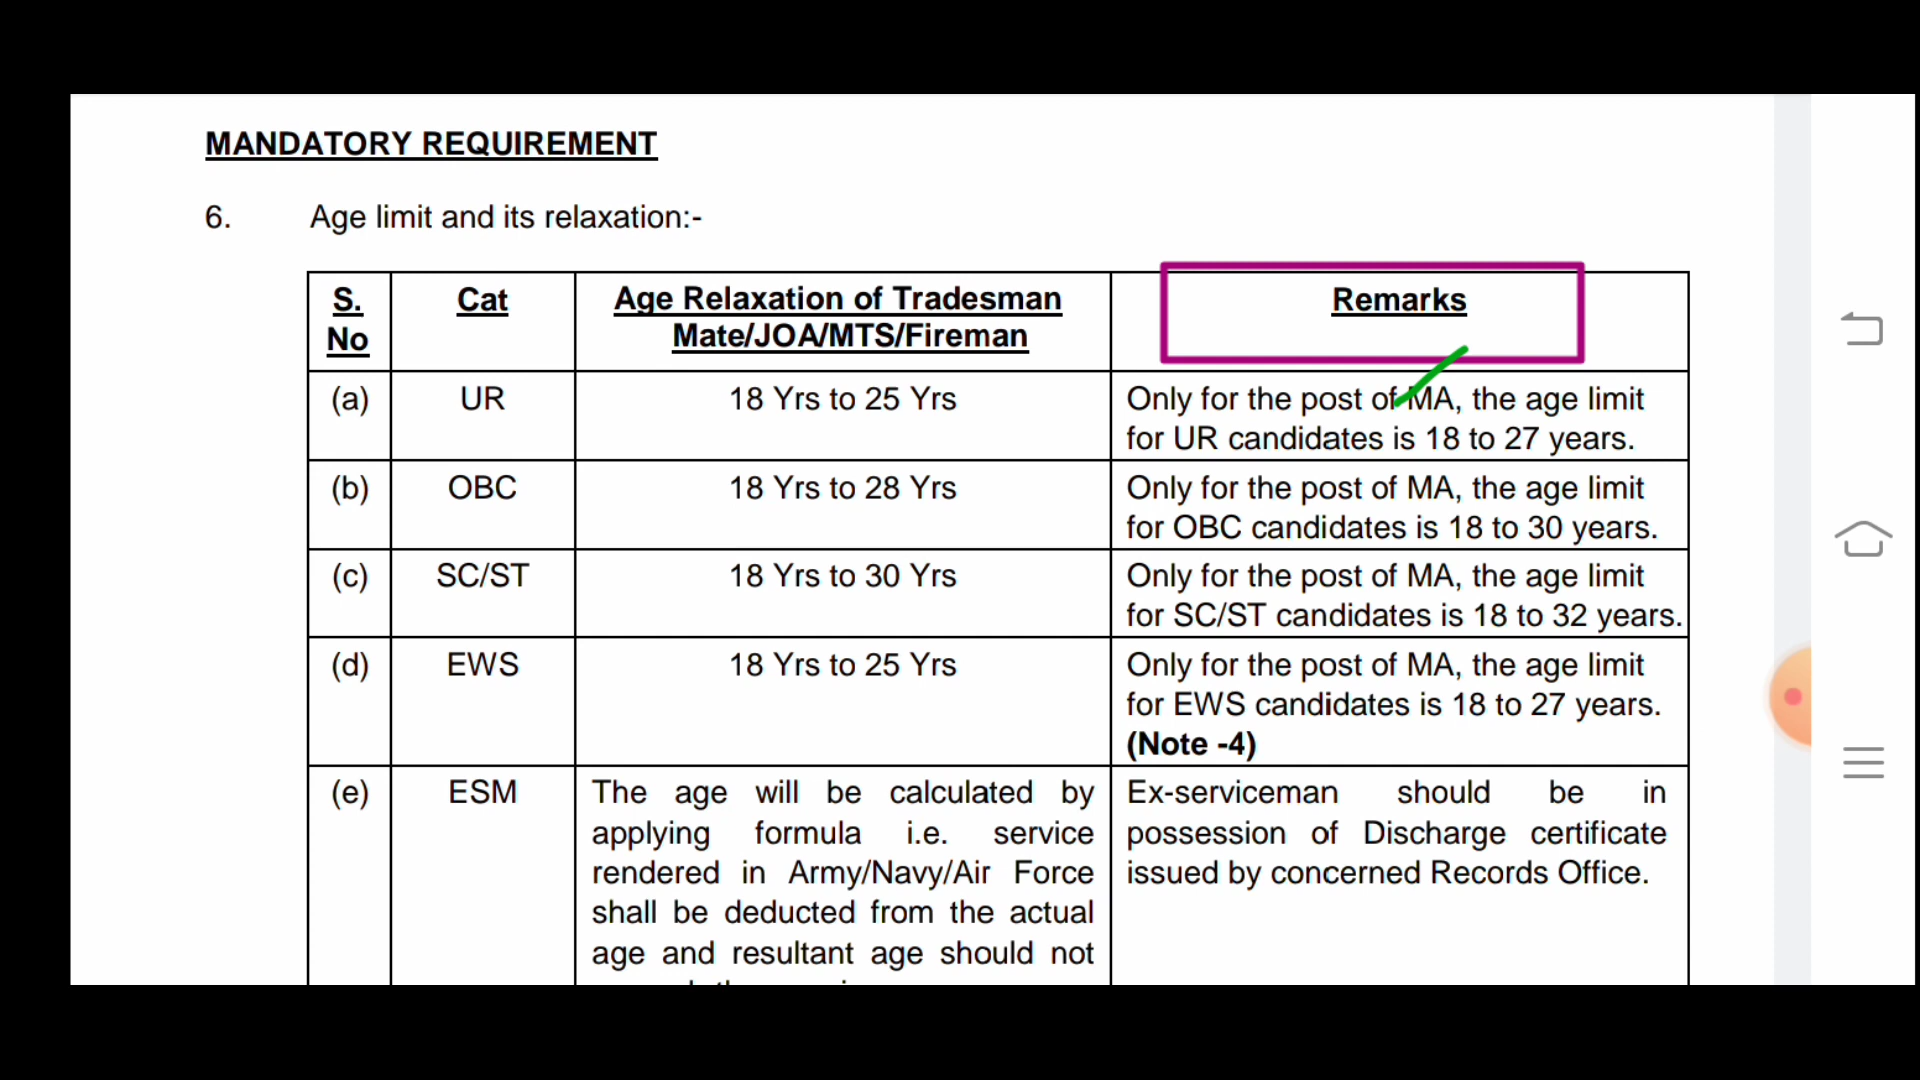 MANDATORY REQUIREMENT
6. Age limit and its relaxation:-
S. No
Cat
Age Relaxation of Tradesman
Mate/JOA/MTS/Fireman
Remarks
(a)
UR
18 Yrs to 25 Yrs
Only for the post of MA, the age limit
for UR candidates is 18 to 27 years.
(b)
OBC
18 Yrs to 28 Yrs
Only for the post of MA, the age limit
for OBC candidates is 18 to 30 years.
(c)
SC/ST
18 Yrs to 30 Yrs
Only for the post of MA, the age limit
for SC/ST candidates is 18 to 32 years.
(d)
EWS
18 Yrs to 25 Yrs
Only for the post of MA, the age limit
for EWS candidates is 18 to 27 years.
(Note -4)
(e)
ESM
The age will be calculated by
applying formula i.e. service
rendered in Army/Navy/Air Force
shall be deducted from the actual
age and resultant age should not
Ex-serviceman should be in
possession of Discharge certificate
issued by concerned Records Office.